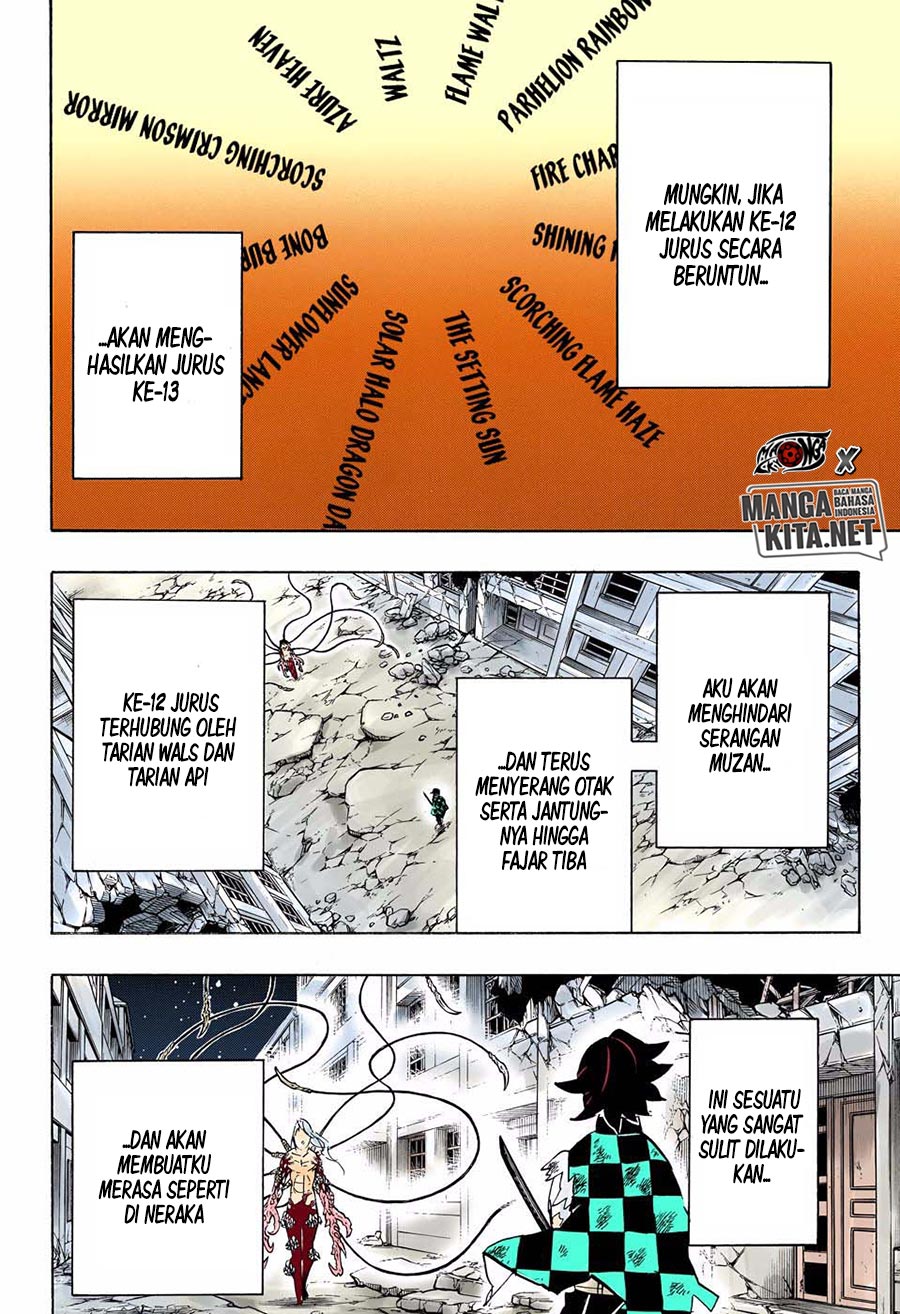 FLAME WALT
PARHELION RAINBOW
WALTZ
AZURE HEAVEN
SCORCHING CRIMSON MIRROR
FIRE CHAR
SHINING
BONE BUR
SUNFLOWER LANC
SOLAR HALO DRAGON DA
THE SETTING SUN
SCORCHING FLAME HAZE
MUNGKIN, JIKA
MELAKUKAN KE-12
JURUS SECARA
BERUNTUN...
...AKAN MENG-
HASILKAN JURUS
KE-13
X
MANGA
KITA.NET
BACA MANGA
BAHASA
INDONESIA
AKU AKAN
MENGHINDARI
SERANGAN
MUZAN...
...DAN TERUS
MENYERANG OTAK
SERTA JANTUNG-
NYA HINGGA
FAJAR TIBA
KE-12 JURUS
TERHUBUNG OLEH
TARIAN WALS DAN
TARIAN API
INI SESUATU
YANG SANGAT
SULIT DILAKU-
KAN...
...DAN AKAN
MEMBUATKU
MERASA SEPERTI
DI NERAKA